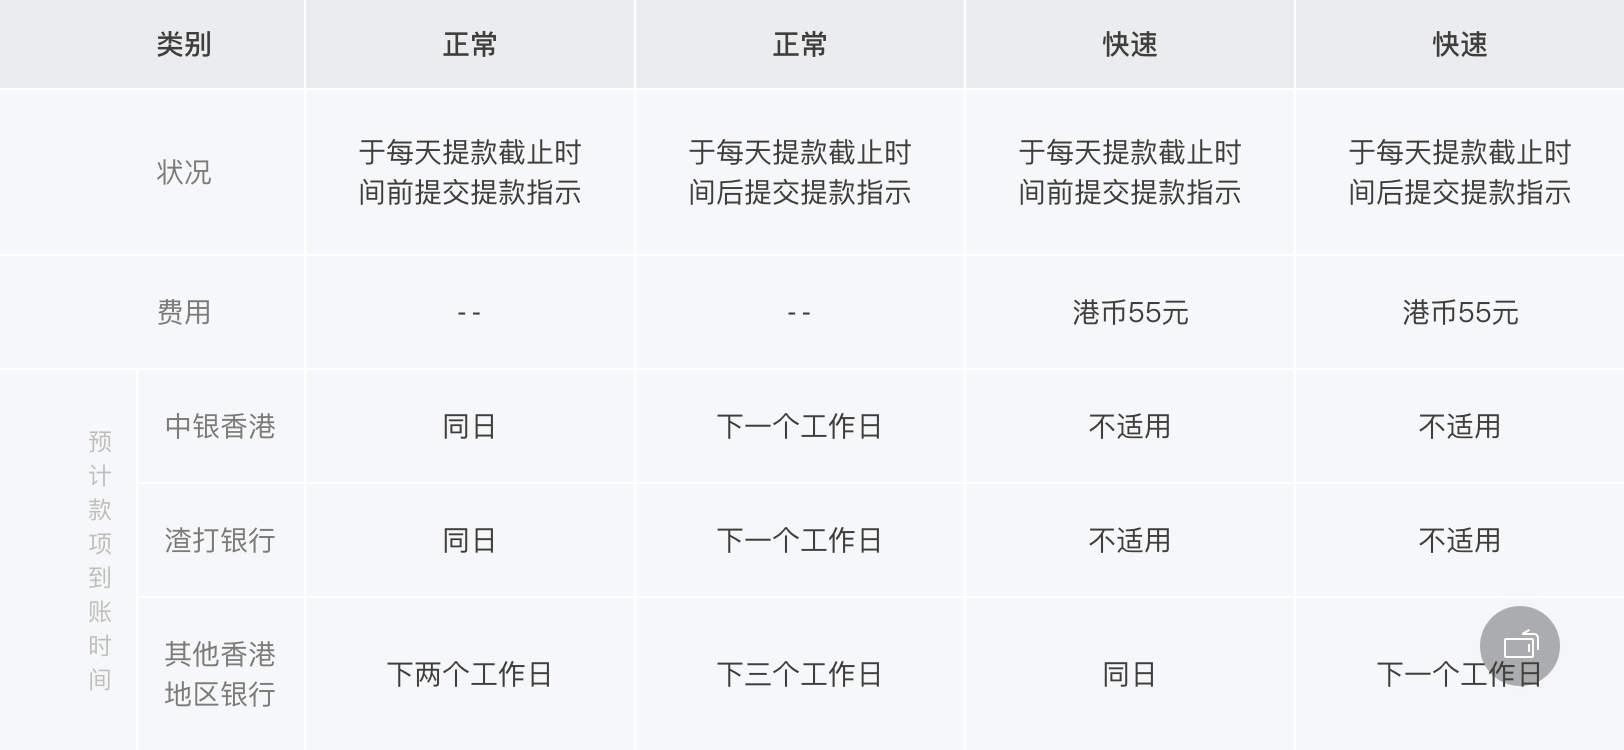 类别
正常
正常
快速
快速
状况
于每天提款截止时
间前提交提款指示
于每天提款截止时
间后提交提款指示
于每天提款截止时
间前提交提款指示
于每天提款截止时
间后提交提款指示
费用
--
--
港币55元
港币55元
预计款项到账时间
中银香港
同日
下一个工作日
不适用
不适用
渣打银行
同日
下一个工作日
不适用
不适用
其他香港
地区银行
下两个工作日
下三个工作日
同日
下一个工作日